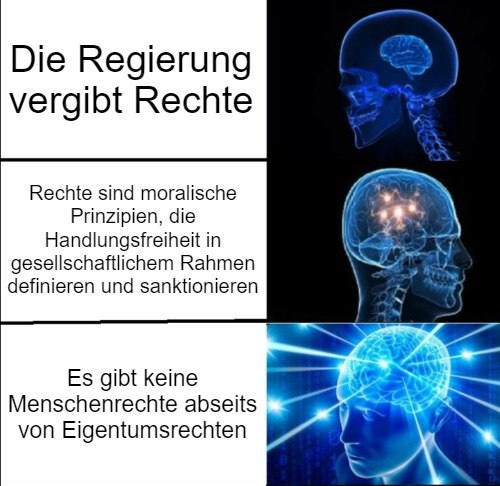 Die Regierung
vergibt Rechte
Rechte sind moralische
Prinzipien, die
Handlungsfreiheit in
gesellschaftlichem Rahmen
definieren und sanktionieren
Es gibt keine
Menschenrechte abseits
von Eigentumsrechten